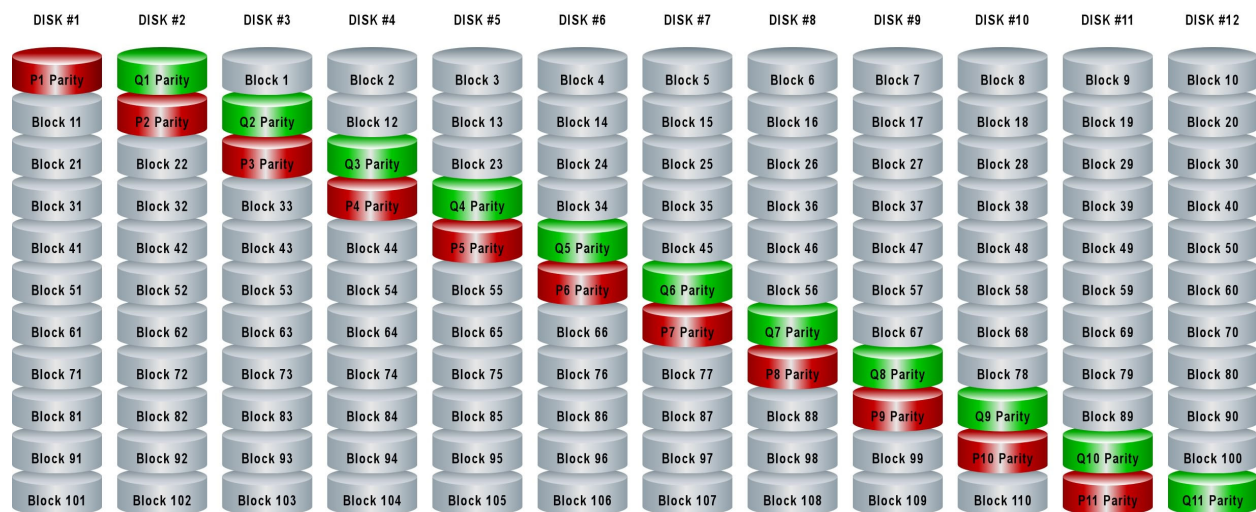 DISK #1 DISK #2 DISK #3 DISK #4 DISK #5 DISK #6 DISK #7 DISK #8 DISK #9 DISK #10 DISK #11 DISK #12
P1 Parity Q1 Parity Block 1 Block 2 Block 3 Block 4 Block 5 Block 6 Block 7 Block 8 Block 9 Block 10
Block 11 P2 Parity Q2 Parity Block 12 Block 13 Block 14 Block 15 Block 16 Block 17 Block 18 Block 19 Block 20
Block 21 Block 22 P3 Parity Q3 Parity Block 23 Block 24 Block 25 Block 26 Block 27 Block 28 Block 29 Block 30
Block 31 Block 32 Block 33 P4 Parity Q4 Parity Block 34 Block 35 Block 36 Block 37 Block 38 Block 39 Block 40
Block 41 Block 42 Block 43 Block 44 P5 Parity Q5 Parity Block 45 Block 46 Block 47 Block 48 Block 49 Block 50
Block 51 Block 52 Block 53 Block 54 Block 55 P6 Parity Q6 Parity Block 56 Block 57 Block 58 Block 59 Block 60
Block 61 Block 62 Block 63 Block 64 Block 65 Block 66 P7 Parity Q7 Parity Block 67 Block 68 Block 69 Block 70
Block 71 Block 72 Block 73 Block 74 Block 75 Block 76 Block 77 P8 Parity Q8 Parity Block 78 Block 79 Block 80
Block 81 Block 82 Block 83 Block 84 Block 85 Block 86 Block 87 Block 88 P9 Parity Q9 Parity Block 89 Block 90
Block 91 Block 92 Block 93 Block 94 Block 95 Block 96 Block 97 Block 98 Block 99 P10 Parity Q10 Parity Block 100
Block 101 Block 102 Block 103 Block 104 Block 105 Block 106 Block 107 Block 108 Block 109 Block 110 P11 Parity Q11 Parity